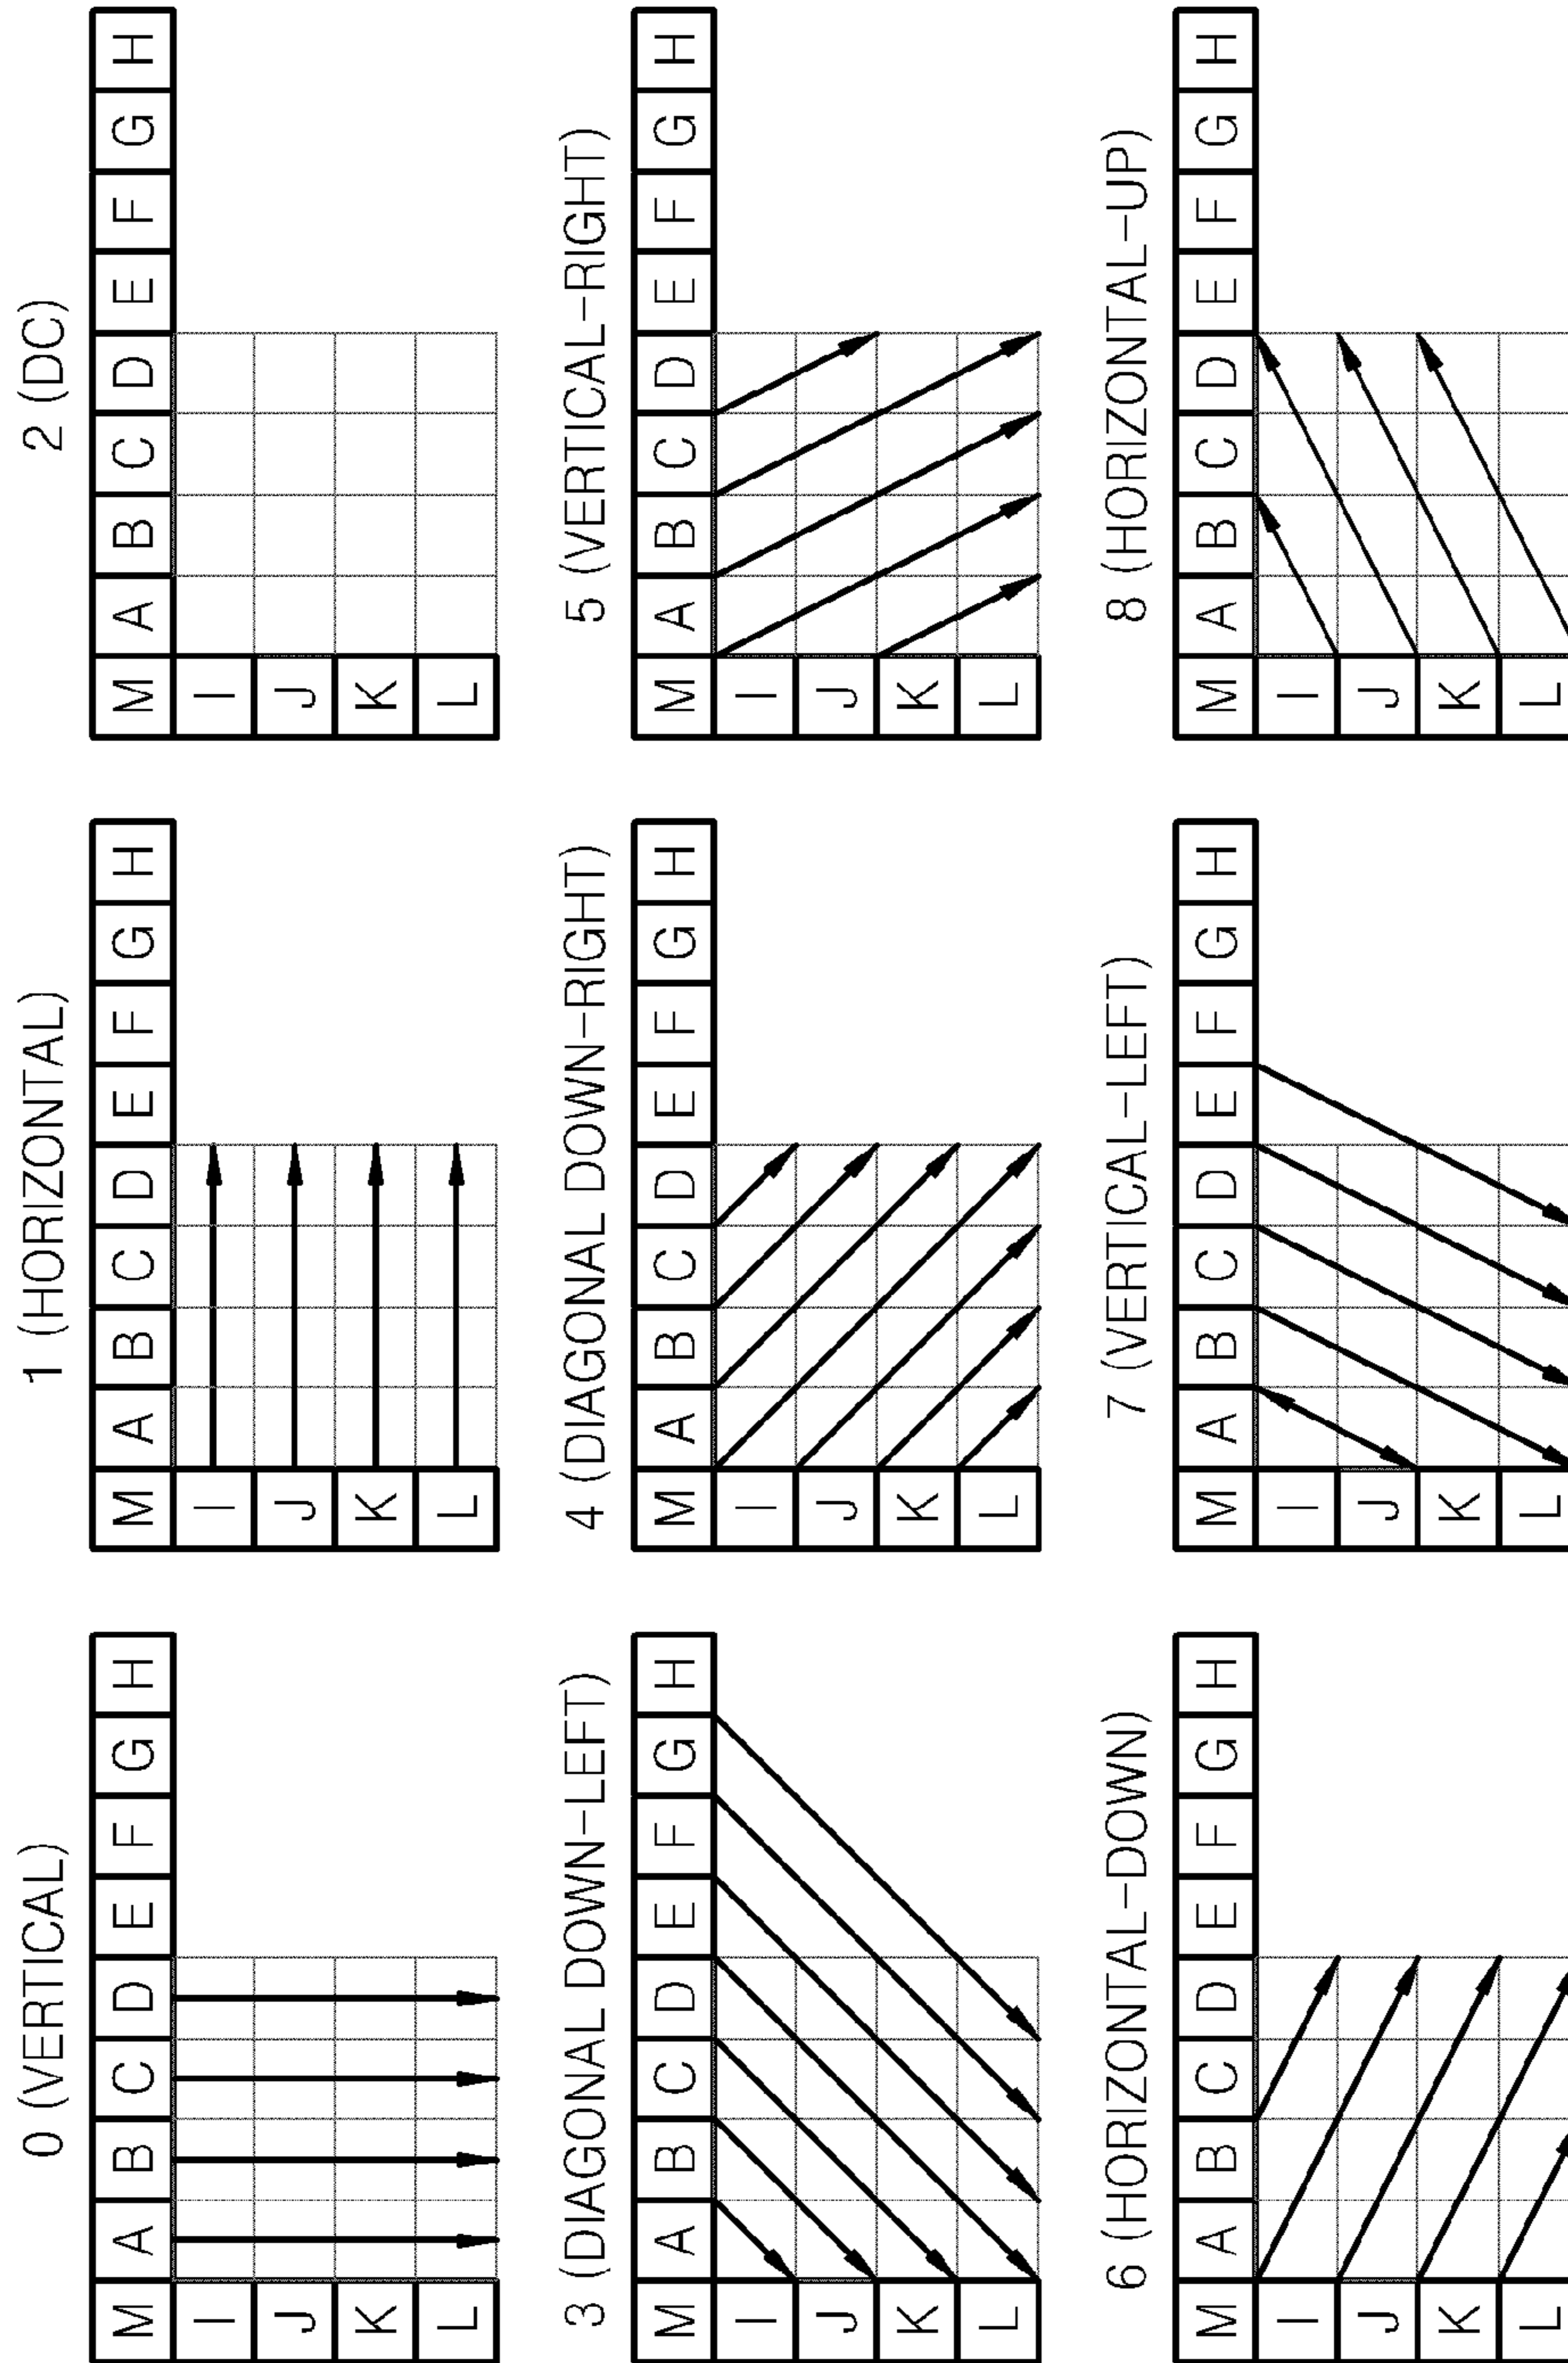 0 (VERTICAL)
M A B C D E F G H
I
J
K
L
1 (HORIZONTAL)
M A B C D E F G H
I
J
K
L
2 (DC)
M A B C D E F G H
I
J
K
L
3 (DIAGONAL DOWN-LEFT)
M A B C D E F G H
I
J
K
L
4 (DIAGONAL DOWN-RIGHT)
M A B C D E F G H
I
J
K
L
5 (VERTICAL-RIGHT)
M A B C D E F G H
I
J
K
L
6 (HORIZONTAL-DOWN)
M A B C D E F G H
I
J
K
L
7 (VERTICAL-LEFT)
M A B C D E F G H
I
J
K
L
8 (HORIZONTAL-UP)
M A B C D E F G H
I
J
K
L